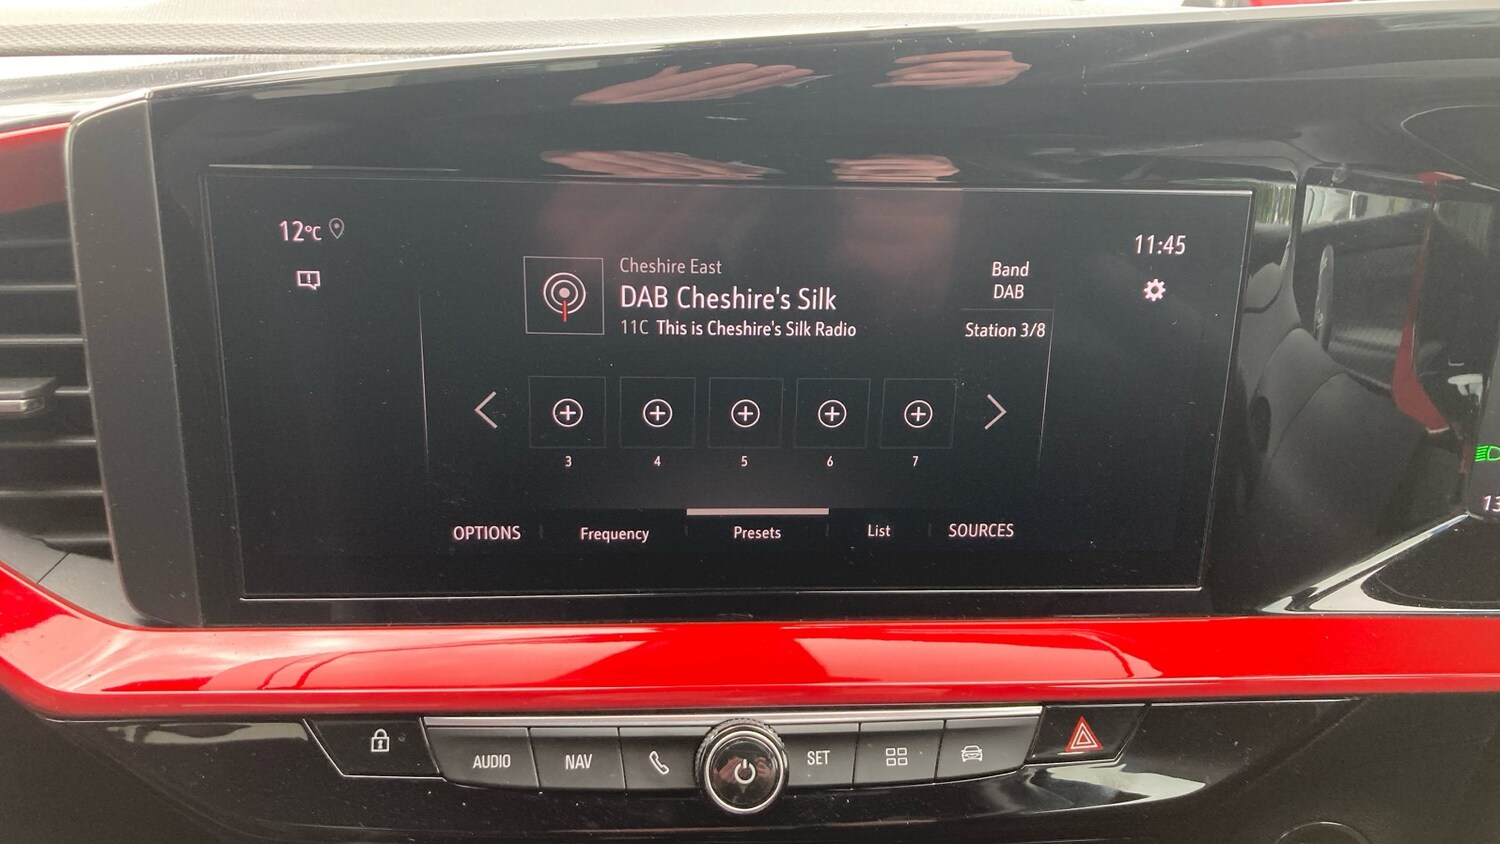 12°C
11:45
Cheshire East
DAB Cheshire's Silk
11C This is Cheshire's Silk Radio
Band
DAB
Station 3/8
3 4 5 6 7
OPTIONS Frequency Presets List SOURCES
AUDIO NAV SET